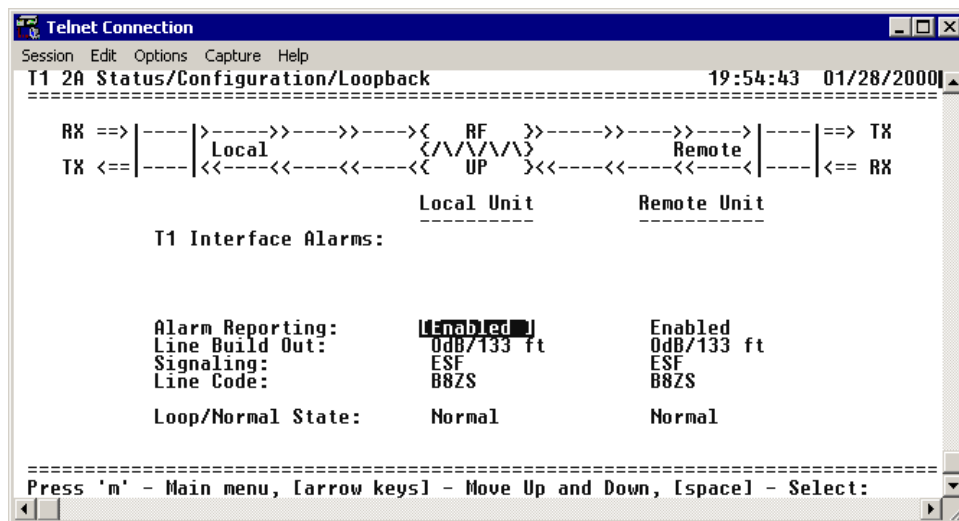 Telnet Connection
Session Edit Options Capture Help
T1 2A Status/Configuration/Loopback 19:54:43 01/28/2000
================================================================================
RX ==>|----|>----->>---->>---->{ RF }>>----->>---->>---->|----|==> TX
| |Local {/\/\/\/\} Remote| |
TX <==|----|<<----<<----<<----<{ UP }<<----<<----<<----<|----|<== RX
Local Unit Remote Unit
---------- -----------
T1 Interface Alarms:
Alarm Reporting: [Enabled ] Enabled
Line Build Out: 0dB/133 ft 0dB/133 ft
Signaling: ESF ESF
Line Code: B8ZS B8ZS
Loop/Normal State: Normal Normal
================================================================================
Press 'm' - Main menu, [arrow keys] - Move Up and Down, [space] - Select: